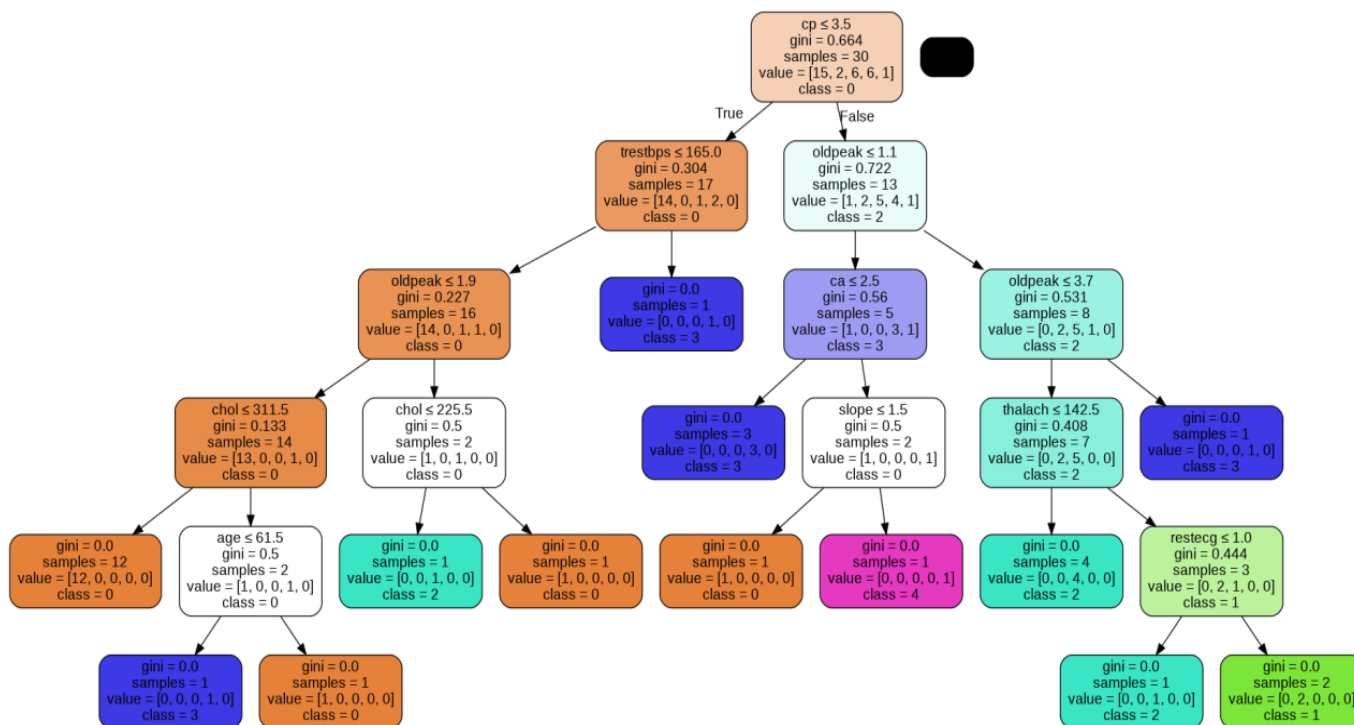 cp ≤ 3.5
gini = 0.664
samples = 30
value = [15, 2, 6, 6, 1]
class = 0
True
False
trestbps ≤ 165.0
gini = 0.304
samples = 17
value = [14, 0, 1, 2, 0]
class = 0
oldpeak ≤ 1.1
gini = 0.722
samples = 13
value = [1, 2, 5, 4, 1]
class = 2
oldpeak ≤ 1.9
gini = 0.227
samples = 16
value = [14, 0, 1, 1, 0]
class = 0
gini = 0.0
samples = 1
value = [0, 0, 0, 1, 0]
class = 3
ca ≤ 2.5
gini = 0.56
samples = 5
value = [1, 0, 0, 3, 1]
class = 3
oldpeak ≤ 3.7
gini = 0.531
samples = 8
value = [0, 2, 5, 1, 0]
class = 2
chol ≤ 311.5
gini = 0.133
samples = 14
value = [13, 0, 0, 1, 0]
class = 0
chol ≤ 225.5
gini = 0.5
samples = 2
value = [1, 0, 1, 0, 0]
class = 0
gini = 0.0
samples = 3
value = [0, 0, 0, 3, 0]
class = 3
slope ≤ 1.5
gini = 0.5
samples = 2
value = [1, 0, 0, 0, 1]
class = 0
thalach ≤ 142.5
gini = 0.408
samples = 7
value = [0, 2, 5, 0, 0]
class = 2
gini = 0.0
samples = 1
value = [0, 0, 0, 1, 0]
class = 3
gini = 0.0
samples = 12
value = [12, 0, 0, 0, 0]
class = 0
age ≤ 61.5
gini = 0.5
samples = 2
value = [1, 0, 0, 1, 0]
class = 0
gini = 0.0
samples = 1
value = [0, 0, 1, 0, 0]
class = 2
gini = 0.0
samples = 1
value = [1, 0, 0, 0, 0]
class = 0
gini = 0.0
samples = 1
value = [1, 0, 0, 0, 0]
class = 0
gini = 0.0
samples = 1
value = [0, 0, 0, 0, 1]
class = 4
gini = 0.0
samples = 4
value = [0, 0, 4, 0, 0]
class = 2
restecg ≤ 1.0
gini = 0.444
samples = 3
value = [0, 2, 1, 0, 0]
class = 1
gini = 0.0
samples = 1
value = [0, 0, 0, 1, 0]
class = 3
gini = 0.0
samples = 1
value = [1, 0, 0, 0, 0]
class = 0
gini = 0.0
samples = 1
value = [0, 0, 1, 0, 0]
class = 2
gini = 0.0
samples = 2
value = [0, 2, 0, 0, 0]
class = 1